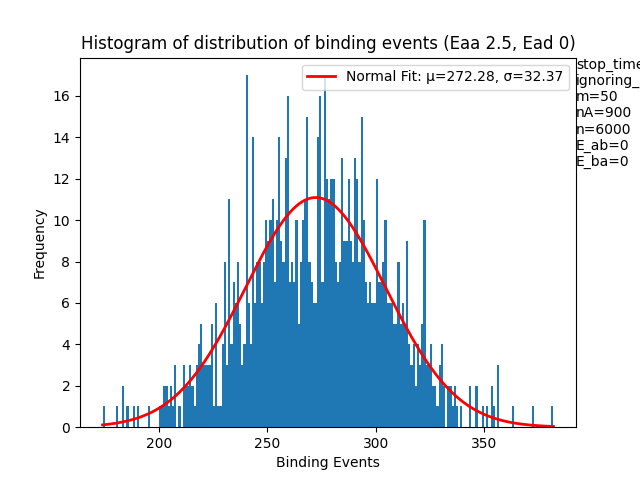 Histogram of distribution of binding events (Eaa 2.5, Ead 0)
Normal Fit: μ=272.28, σ=32.37
stop_time
ignoring_
m=50
nA=900
n=6000
E_ab=0
E_ba=0
Frequency
16
14
12
10
8
6
4
2
0
200 250 300 350
Binding Events